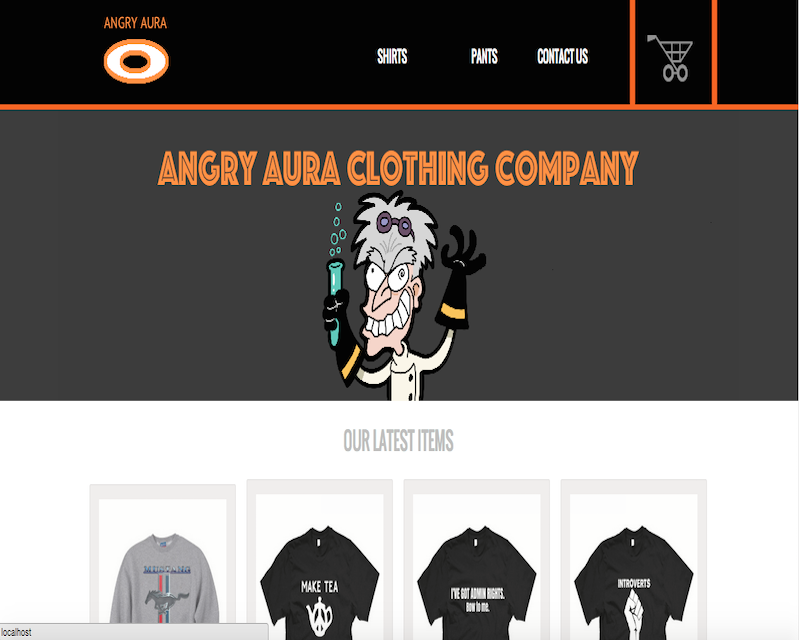 ANGRY AURA
SHIRTS
PANTS
CONTACT US
ANGRY AURA CLOTHING COMPANY
OUR LATEST ITEMS
MUSTANG
MAKE TEA
I'VE GOT ADMIN RIGHTS.
Bow to me.
INTROVERTS
localhost